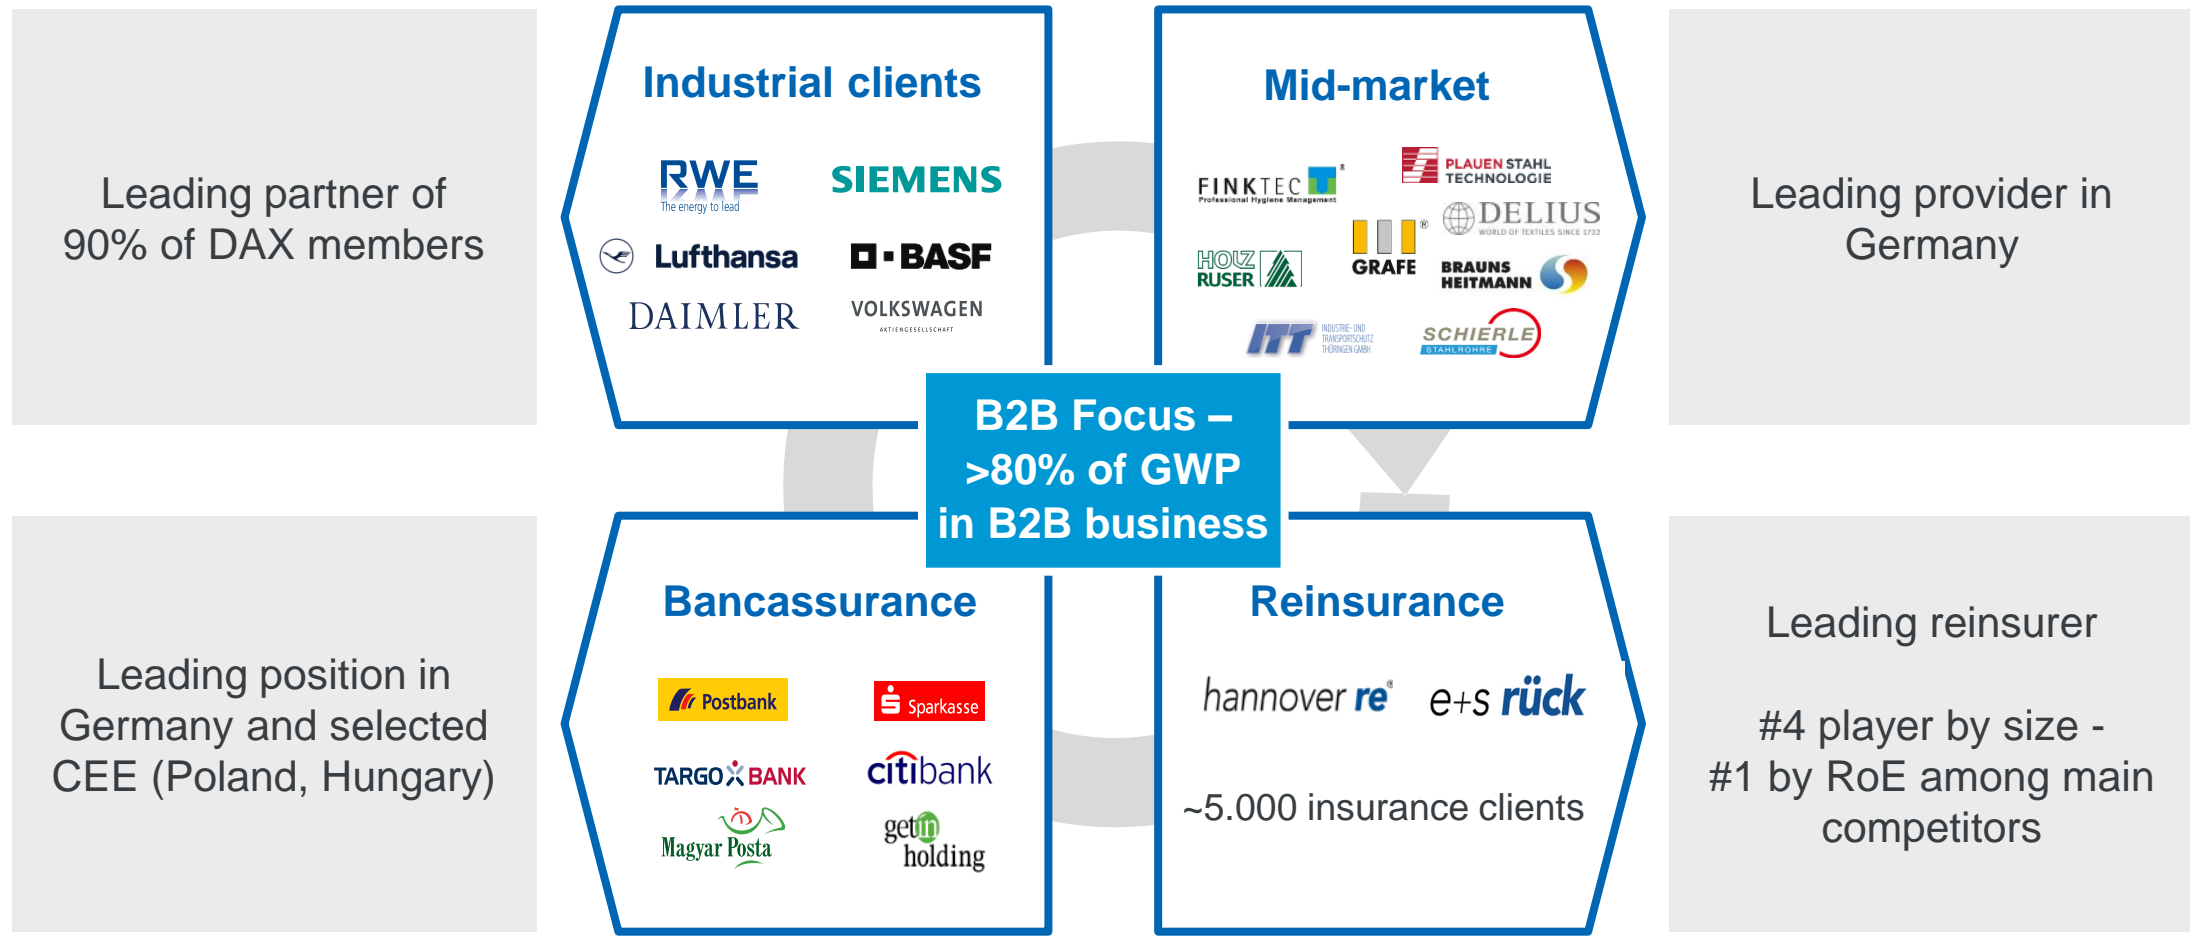 Leading partner of
90% of DAX members
Industrial clients
RWE
The energy to lead
SIEMENS
Lufthansa
BASF
DAIMLER
VOLKSWAGEN
AKTIENGESELLSCHAFT
Mid-market
FINKTEC ®
Professional Hygiene Management
PLAUEN STAHL
TECHNOLOGIE
DELIUS
WORLD OF TEXTILES SINCE 1722
HOLZ
RUSER
®
GRAFE
BRAUNS
HEITMANN
ITT
INDUSTRIE- UND
TRANSPORTSCHUTZ
THÜRINGEN GMBH
SCHIERLE
STAHLROHRE
Leading provider in
Germany
B2B Focus –
>80% of GWP
in B2B business
Leading position in
Germany and selected
CEE (Poland, Hungary)
Bancassurance
Postbank
Sparkasse
TARGO BANK
citibank
Magyar Posta
getin
holding
Reinsurance
hannover re®
e+s rück
~5.000 insurance clients
Leading reinsurer
#4 player by size -
#1 by RoE among main
competitors